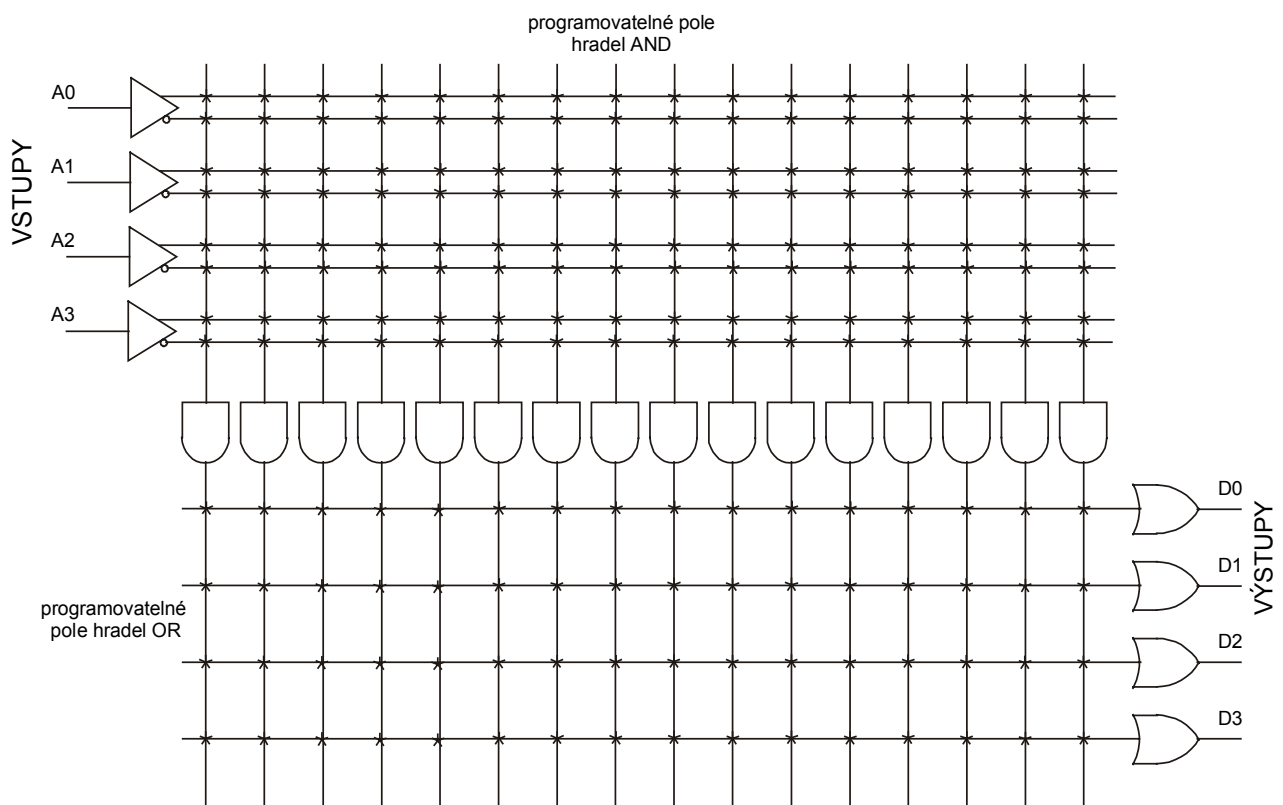 programovatelné pole
hradel AND
VSTUPY
A0
A1
A2
A3
D0
D1
D2
D3
VÝSTUPY
programovatelné
pole hradel OR